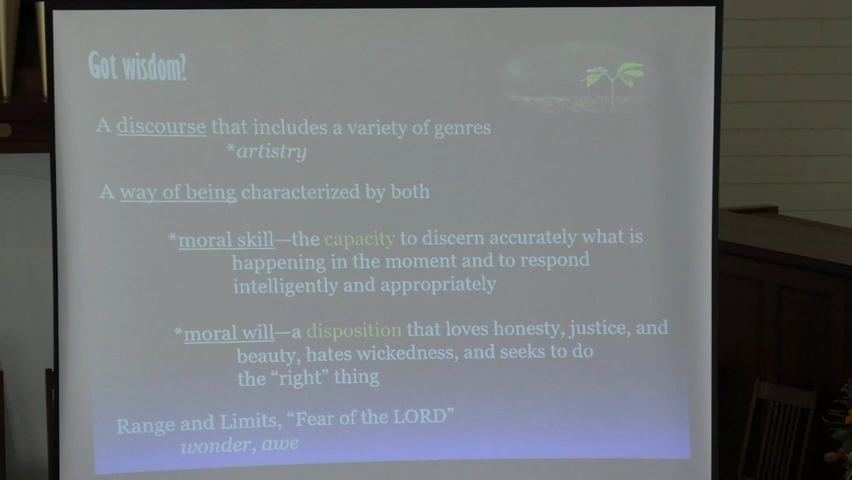 Got wisdom?
A discourse that includes a variety of genres
*artistry
A way of being characterized by both
*moral skill—the capacity to discern accurately what is
happening in the moment and to respond
intelligently and appropriately
*moral will—a disposition that loves honesty, justice, and
beauty, hates wickedness, and seeks to do
the “right” thing
Range and Limits, “Fear of the LORD”
wonder, awe